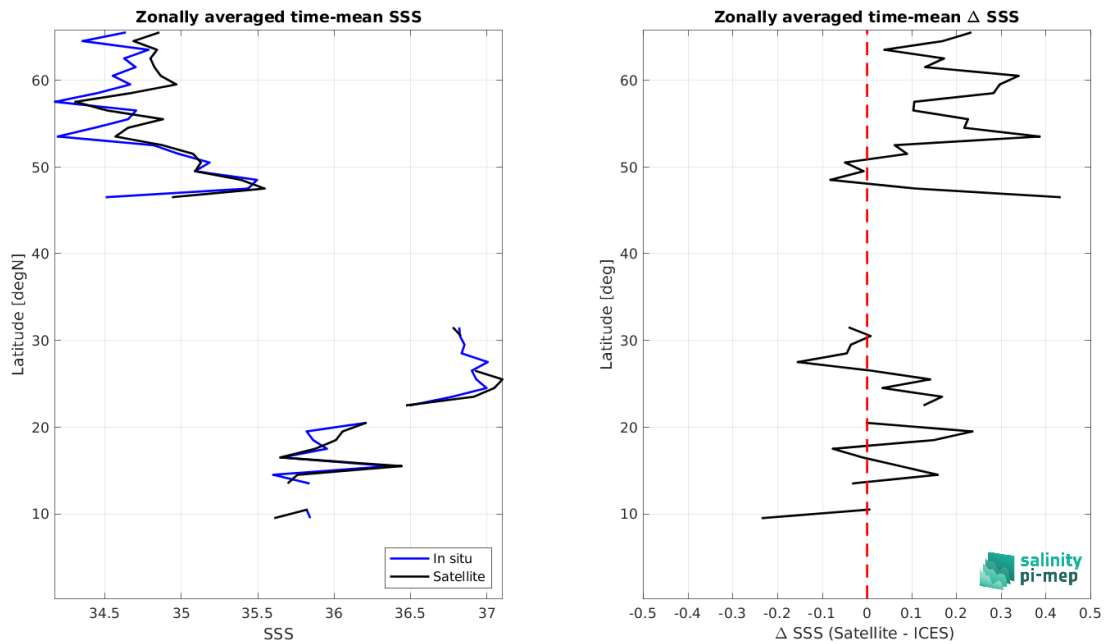 Zonally averaged time-mean SSS
Latitude [degN]
60
50
40
30
20
10
34.5
35
35.5
36
36.5
37
SSS
In situ
Satellite
Zonally averaged time-mean Δ SSS
Latitude [deg]
60
50
40
30
20
10
-0.5
-0.4
-0.3
-0.2
-0.1
0
0.1
0.2
0.3
0.4
0.5
Δ SSS (Satellite - ICES)
salinity
pi-mep